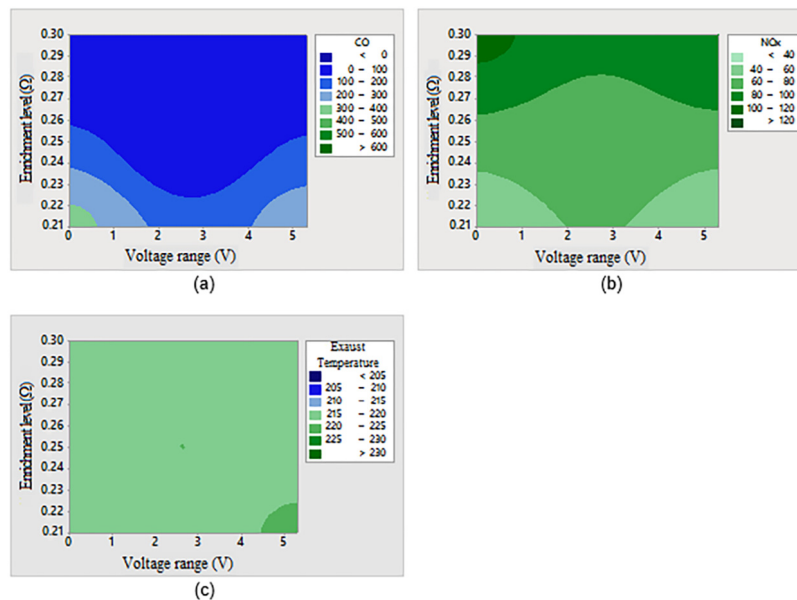 CO
< 0
0 – 100
100 – 200
200 – 300
300 – 400
400 – 500
500 – 600
> 600
0.30
0.29
0.28
0.27
0.26
0.25
0.24
0.23
0.22
0.21
Enrichment level (Ω)
0 1 2 3 4 5
Voltage range (V)
(a)
NOx
< 40
40 – 60
60 – 80
80 – 100
100 – 120
> 120
0.30
0.29
0.28
0.27
0.26
0.25
0.24
0.23
0.22
0.21
Enrichment level (Ω)
0 1 2 3 4 5
Voltage range (V)
(b)
Exaust
Temperature
< 205
205 – 210
210 – 215
215 – 220
220 – 225
225 – 230
> 230
0.30
0.29
0.28
0.27
0.26
0.25
0.24
0.23
0.22
0.21
Enrichment level (Ω)
0 1 2 3 4 5
Voltage range (V)
(c)